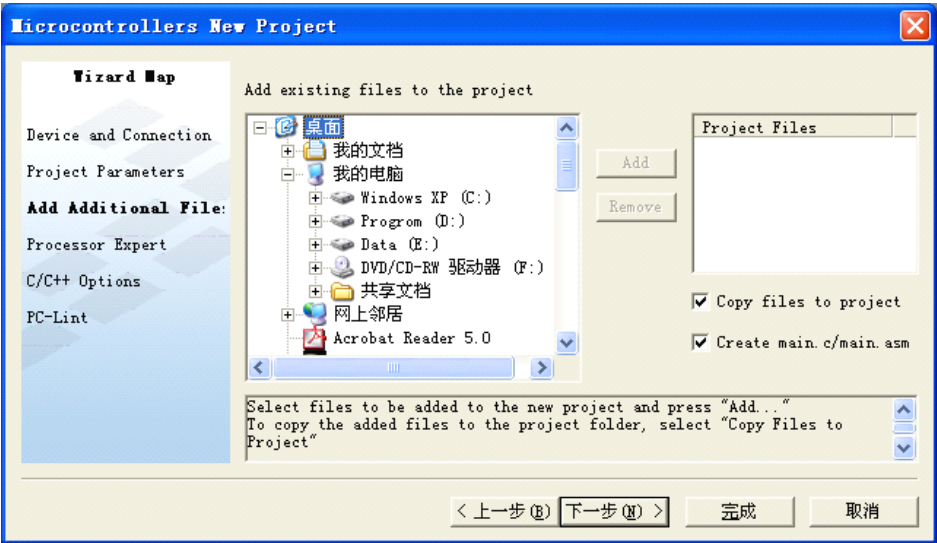 Microcontrollers New Project
Wizard Map
Device and Connection
Project Parameters
Add Additional File:
Processor Expert
C/C++ Options
PC-Lint
Add existing files to the project
桌面
我的文档
我的电脑
Windows XP (C:)
Progrom (D:)
Data (E:)
DVD/CD-RW 驱动器 (F:)
共享文档
网上邻居
Acrobat Reader 5.0
Add
Remove
Project Files
Copy files to project
Create main.c/main.asm
Select files to be added to the new project and press "Add..."
To copy the added files to the project folder, select "Copy Files to
Project"
< 上一步(B)
下一步(N) >
完成
取消